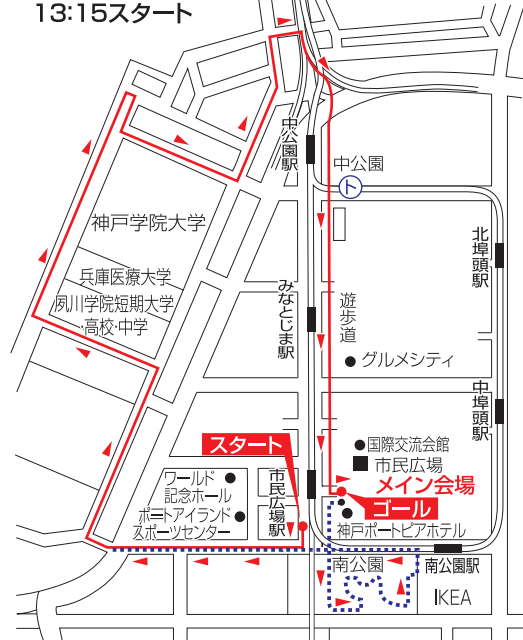 13:15スタート
中公園駅
中公園
ト
神戸学院大学
北埠頭駅
兵庫医療大学
夙川学院短期大学
・高校・中学
みなとじま駅
遊歩道
グルメシティ
中埠頭駅
スタート
国際交流会館
市民広場
メイン会場
ゴール
ワールド
記念ホール
ポートアイランド
スポーツセンター
市民広場駅
神戸ポートピアホテル
南公園
南公園駅
IKEA